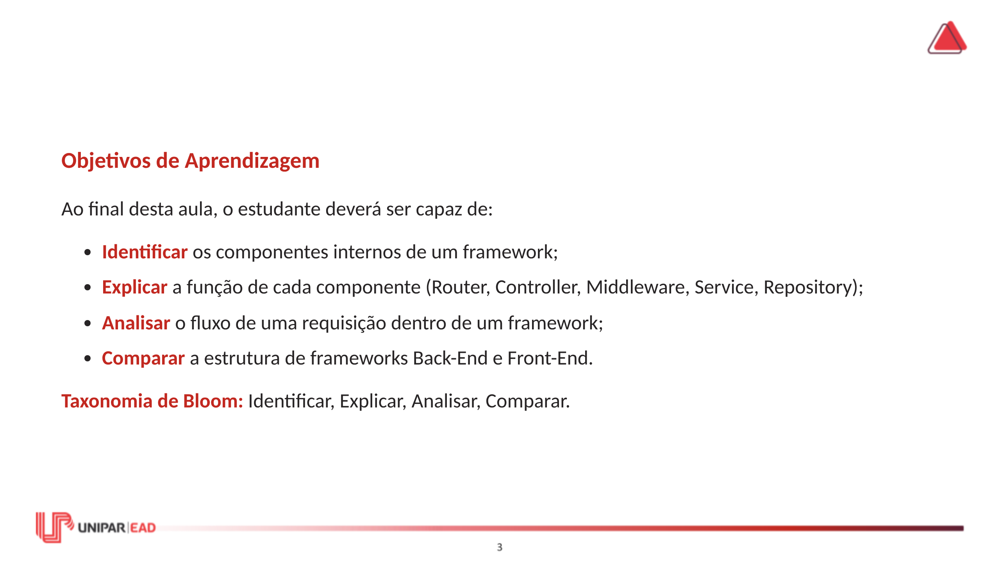 Objetivos de Aprendizagem
Ao final desta aula, o estudante deverá ser capaz de:
• Identificar os componentes internos de um framework;
• Explicar a função de cada componente (Router, Controller, Middleware, Service, Repository);
• Analisar o fluxo de uma requisição dentro de um framework;
• Comparar a estrutura de frameworks Back-End e Front-End.
Taxonomia de Bloom: Identificar, Explicar, Analisar, Comparar.
UNIPAR|EAD
3